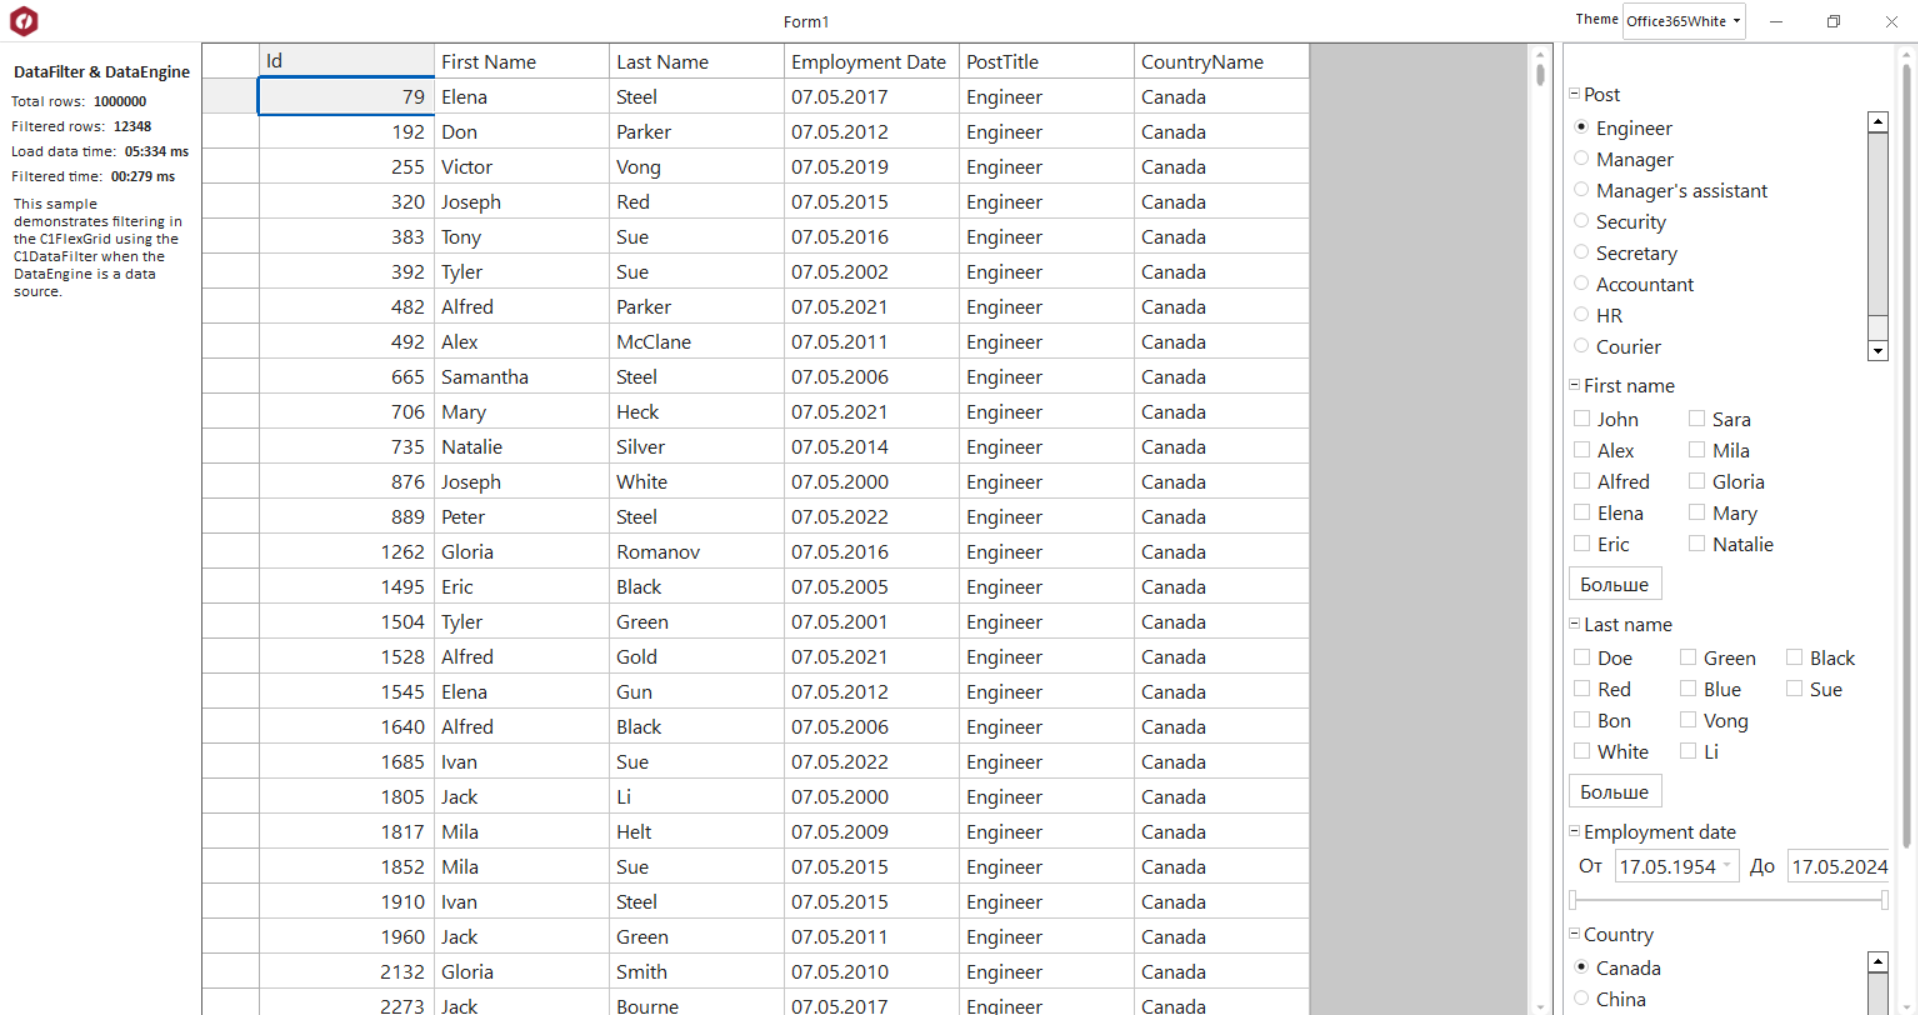 Form1
Theme Office365White
DataFilter & DataEngine
Total rows: 1000000
Filtered rows: 12348
Load data time: 05:334 ms
Filtered time: 00:279 ms
This sample
demonstrates filtering in
the C1FlexGrid using the
C1DataFilter when the
DataEngine is a data
source.
Id First Name Last Name Employment Date PostTitle CountryName
79 Elena Steel 07.05.2017 Engineer Canada
192 Don Parker 07.05.2012 Engineer Canada
255 Victor Vong 07.05.2019 Engineer Canada
320 Joseph Red 07.05.2015 Engineer Canada
383 Tony Sue 07.05.2016 Engineer Canada
392 Tyler Sue 07.05.2002 Engineer Canada
482 Alfred Parker 07.05.2021 Engineer Canada
492 Alex McClane 07.05.2011 Engineer Canada
665 Samantha Steel 07.05.2006 Engineer Canada
706 Mary Heck 07.05.2021 Engineer Canada
735 Natalie Silver 07.05.2014 Engineer Canada
876 Joseph White 07.05.2000 Engineer Canada
889 Peter Steel 07.05.2022 Engineer Canada
1262 Gloria Romanov 07.05.2016 Engineer Canada
1495 Eric Black 07.05.2005 Engineer Canada
1504 Tyler Green 07.05.2001 Engineer Canada
1528 Alfred Gold 07.05.2021 Engineer Canada
1545 Elena Gun 07.05.2012 Engineer Canada
1640 Alfred Black 07.05.2006 Engineer Canada
1685 Ivan Sue 07.05.2022 Engineer Canada
1805 Jack Li 07.05.2000 Engineer Canada
1817 Mila Helt 07.05.2009 Engineer Canada
1852 Mila Sue 07.05.2015 Engineer Canada
1910 Ivan Steel 07.05.2015 Engineer Canada
1960 Jack Green 07.05.2011 Engineer Canada
2132 Gloria Smith 07.05.2010 Engineer Canada
2273 Jack Bourne 07.05.2017 Engineer Canada
Post
Engineer
Manager
Manager's assistant
Security
Secretary
Accountant
HR
Courier
First name
John Sara
Alex Mila
Alfred Gloria
Elena Mary
Eric Natalie
Больше
Last name
Doe Green Black
Red Blue Sue
Bon Vong
White Li
Больше
Employment date
От 17.05.1954 До 17.05.2024
Country
Canada
China